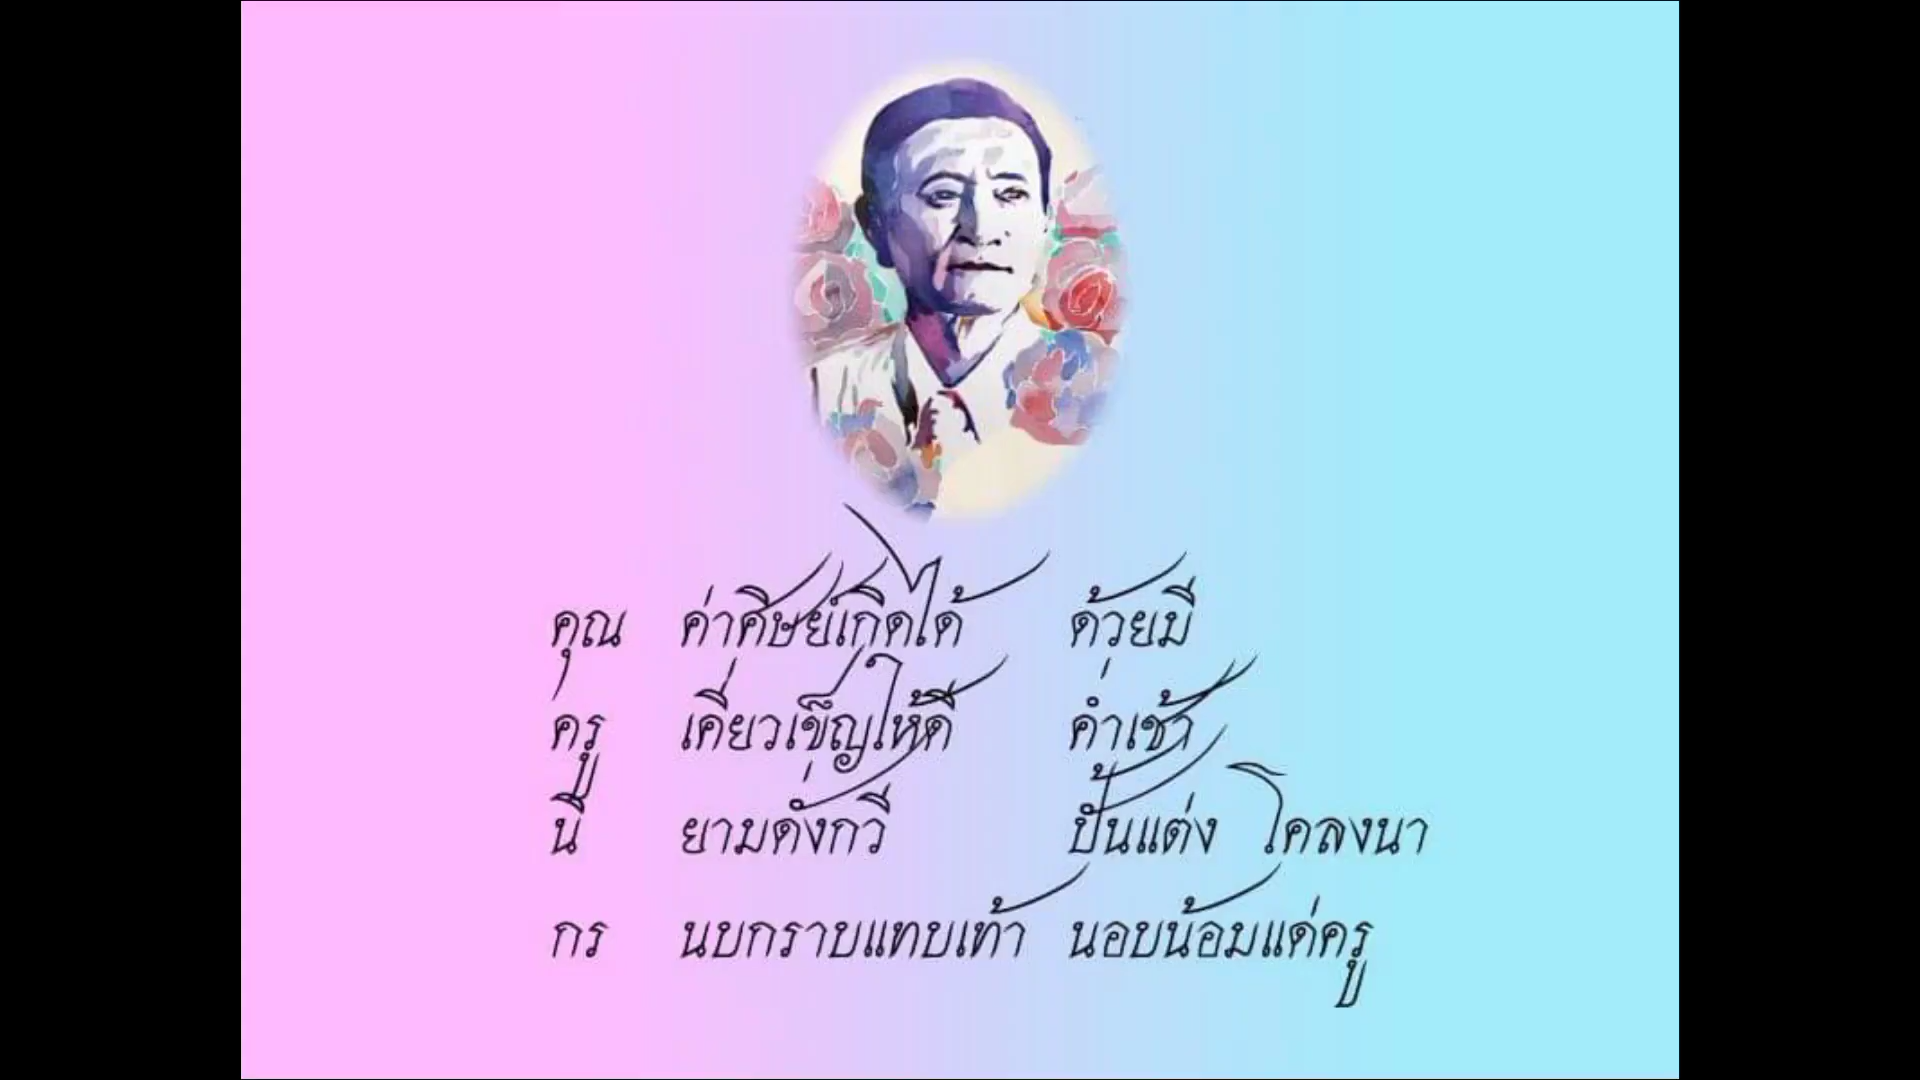 คุณ ค่าศิษย์เกิดได้ ด้วยมี
ครู เคี่ยวเข็ญให้ดี ค่ำเช้า
นี ยามดั่งกวี ปั้นแต่ง โคลงนา
กร นบกราบแทบเท้า นอบน้อมแด่ครู